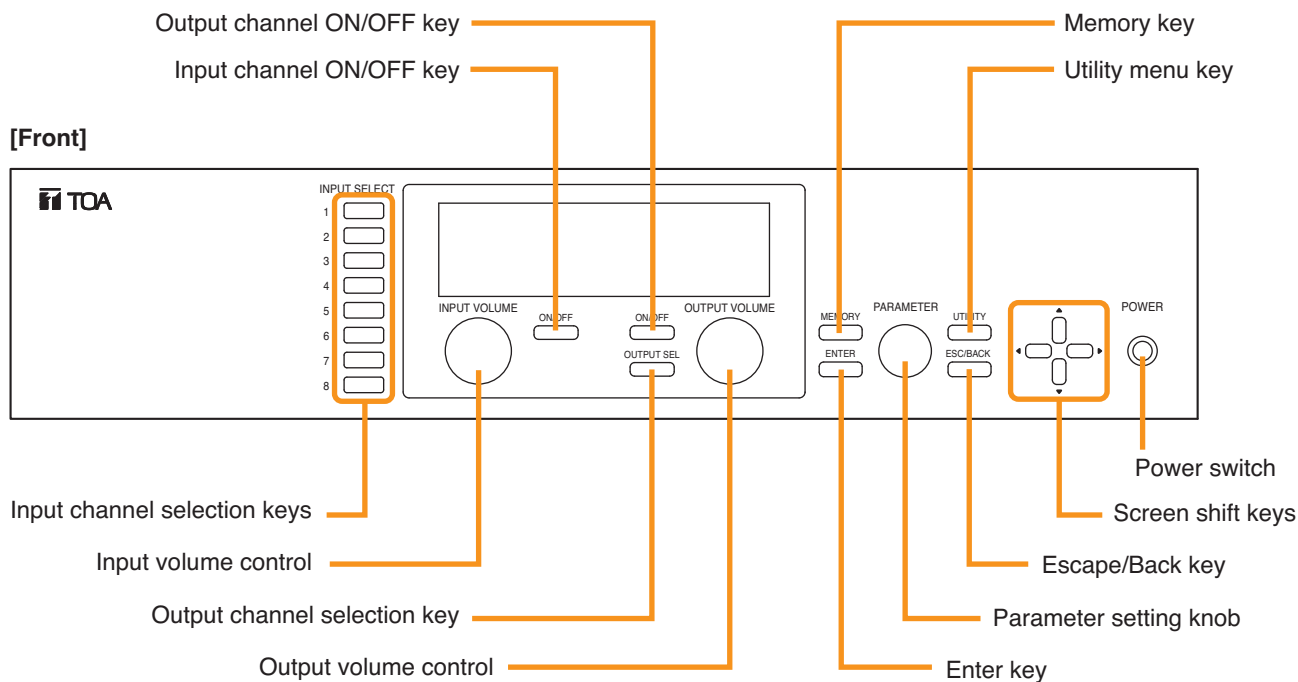 Output channel ON/OFF key
Memory key
Input channel ON/OFF key
Utility menu key
[Front]
TOA
INPUT SELECT
1
2
3
4
5
6
7
8
INPUT VOLUME
ON/OFF
ON/OFF
OUTPUT VOLUME
OUTPUT SEL
MEMORY
PARAMETER
UTILITY
POWER
ENTER
ESC/BACK
Power switch
Input channel selection keys
Screen shift keys
Input volume control
Escape/Back key
Output channel selection key
Parameter setting knob
Output volume control
Enter key